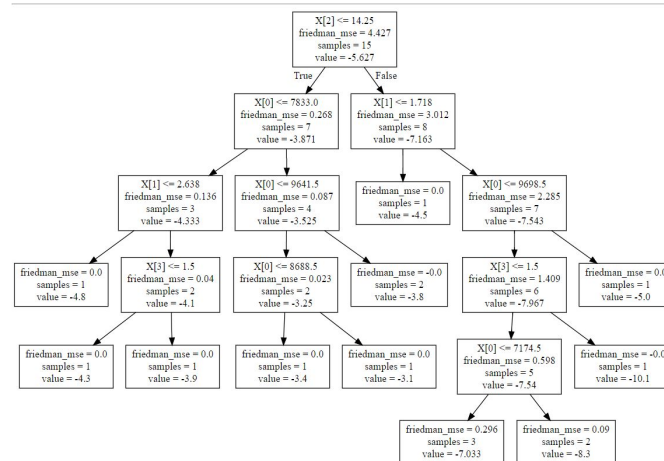 X[2] <= 14.25
friedman_mse = 4.427
samples = 15
value = -5.627
True
False
X[0] <= 7833.0
friedman_mse = 0.268
samples = 7
value = -3.871
X[1] <= 1.718
friedman_mse = 3.012
samples = 8
value = -7.163
X[1] <= 2.638
friedman_mse = 0.136
samples = 3
value = -4.333
X[0] <= 9641.5
friedman_mse = 0.087
samples = 4
value = -3.525
friedman_mse = 0.0
samples = 1
value = -4.5
X[0] <= 9698.5
friedman_mse = 2.285
samples = 7
value = -7.543
friedman_mse = 0.0
samples = 1
value = -4.8
X[3] <= 1.5
friedman_mse = 0.04
samples = 2
value = -4.1
X[0] <= 8688.5
friedman_mse = 0.023
samples = 2
value = -3.25
friedman_mse = -0.0
samples = 2
value = -3.8
X[3] <= 1.5
friedman_mse = 1.409
samples = 6
value = -7.967
friedman_mse = 0.0
samples = 1
value = -5.0
friedman_mse = 0.0
samples = 1
value = -4.3
friedman_mse = 0.0
samples = 1
value = -3.9
friedman_mse = 0.0
samples = 1
value = -3.4
friedman_mse = 0.0
samples = 1
value = -3.1
X[0] <= 7174.5
friedman_mse = 0.598
samples = 5
value = -7.54
friedman_mse = -0.0
samples = 1
value = -10.1
friedman_mse = 0.296
samples = 3
value = -7.033
friedman_mse = 0.09
samples = 2
value = -8.3